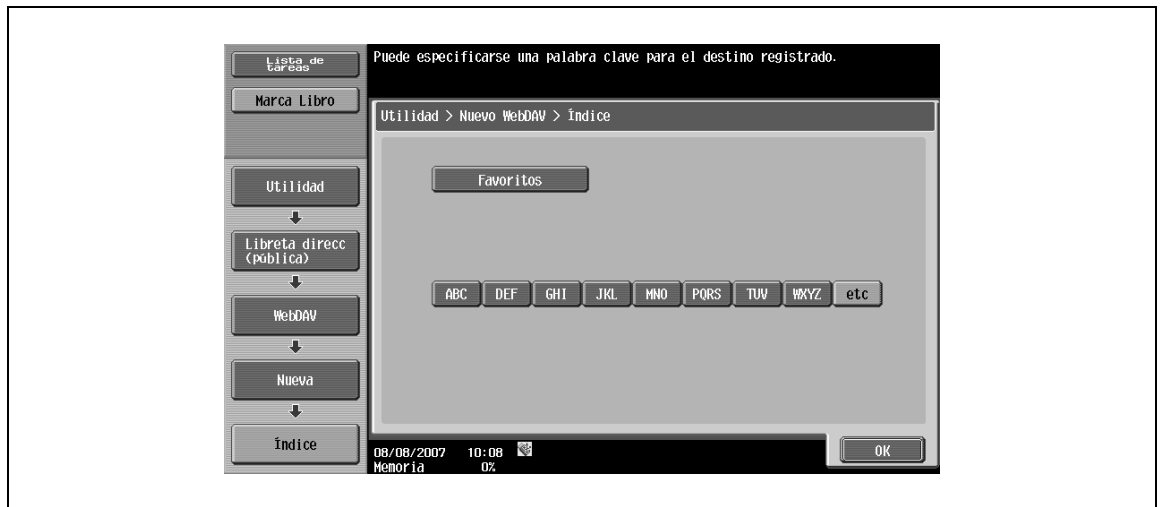 Lista de
tareas
Marca Libro
Puede especificarse una palabra clave para el destino registrado.
Utilidad > Nuevo WebDAV > Índice
Favoritos
ABC DEF GHI JKL MNO PQRS TUV WXYZ etc
Utilidad
Libreta direcc
(pública)
WebDAV
Nueva
Índice
08/08/2007 10:08
Memoria 0%
OK